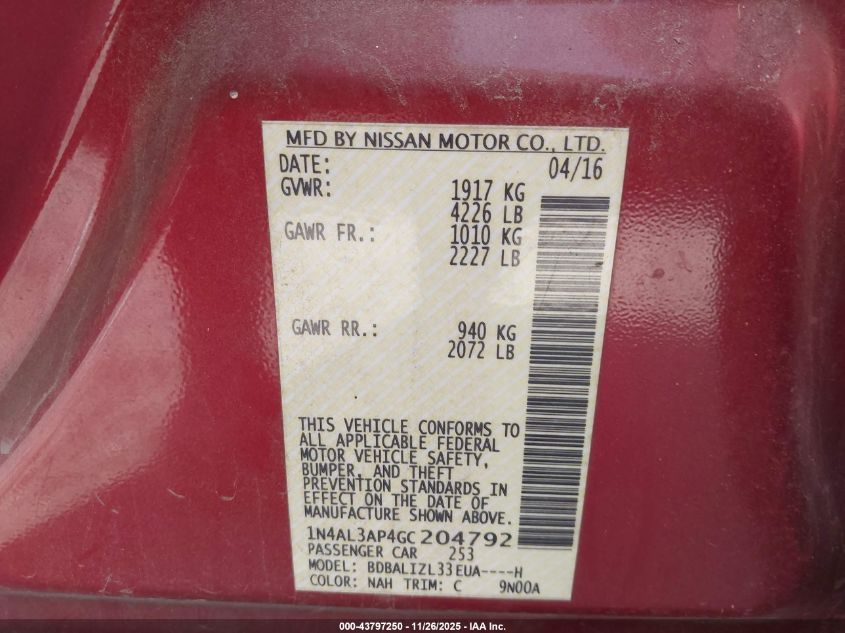 MFD BY NISSAN MOTOR CO., LTD.
DATE: 04/16
GVWR: 1917 KG
4226 LB
GAWR FR.: 1010 KG
2227 LB
GAWR RR.: 940 KG
2072 LB
THIS VEHICLE CONFORMS TO
ALL APPLICABLE FEDERAL
MOTOR VEHICLE SAFETY,
BUMPER, AND THEFT
PREVENTION STANDARDS IN
EFFECT ON THE DATE OF
MANUFACTURE SHOWN ABOVE.
1N4AL3AP4GC204792
PASSENGER CAR 253
MODEL: BDBALIZL33EUA----H
COLOR: NAH TRIM: C 9N00A
000-43797250 - 11/26/2025 - IAA Inc.